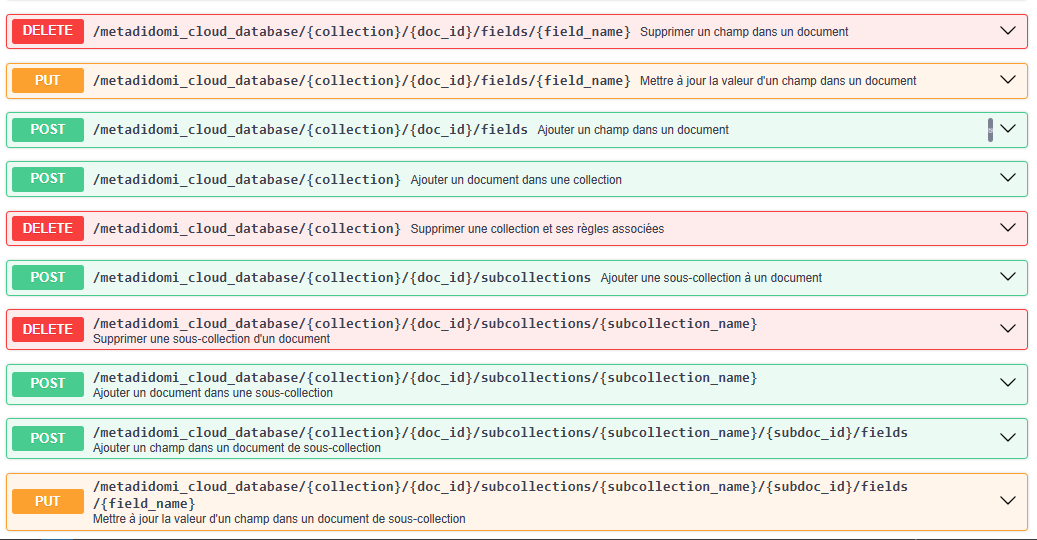 DELETE /metadidomi_cloud_database/{collection}/{doc_id}/fields/{field_name} Supprimer un champ dans un document
PUT /metadidomi_cloud_database/{collection}/{doc_id}/fields/{field_name} Mettre à jour la valeur d'un champ dans un document
POST /metadidomi_cloud_database/{collection}/{doc_id}/fields Ajouter un champ dans un document
POST /metadidomi_cloud_database/{collection} Ajouter un document dans une collection
DELETE /metadidomi_cloud_database/{collection} Supprimer une collection et ses règles associées
POST /metadidomi_cloud_database/{collection}/{doc_id}/subcollections Ajouter une sous-collection à un document
DELETE /metadidomi_cloud_database/{collection}/{doc_id}/subcollections/{subcollection_name}
Supprimer une sous-collection d'un document
POST /metadidomi_cloud_database/{collection}/{doc_id}/subcollections/{subcollection_name}
Ajouter un document dans une sous-collection
POST /metadidomi_cloud_database/{collection}/{doc_id}/subcollections/{subcollection_name}/{subdoc_id}/fields
Ajouter un champ dans un document de sous-collection
PUT /metadidomi_cloud_database/{collection}/{doc_id}/subcollections/{subcollection_name}/{subdoc_id}/fields
/{field_name}
Mettre à jour la valeur d'un champ dans un document de sous-collection